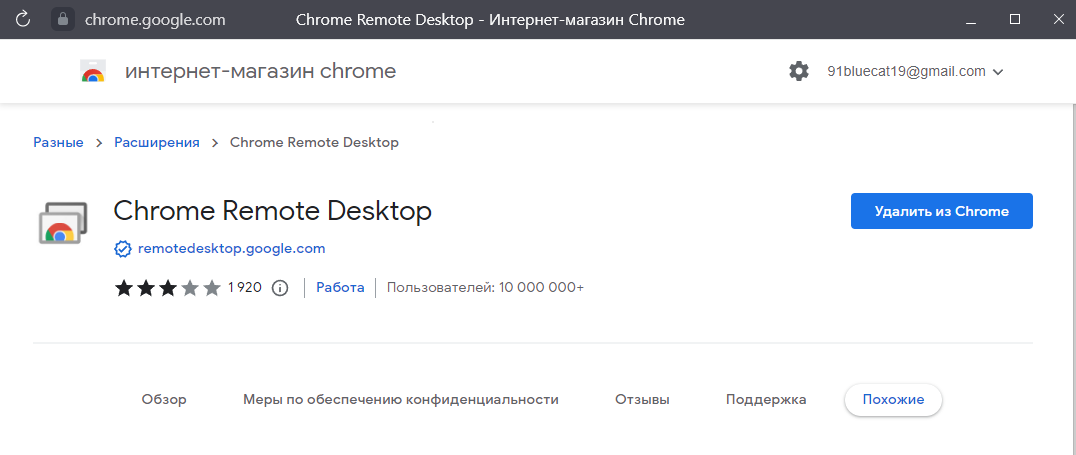 chrome.google.com Chrome Remote Desktop - Интернет-магазин Chrome
интернет-магазин chrome 91bluecat19@gmail.com
Разные > Расширения > Chrome Remote Desktop
Chrome Remote Desktop
Удалить из Chrome
remotedesktop.google.com
1 920 Работа Пользователей: 10 000 000+
Обзор Меры по обеспечению конфиденциальности Отзывы Поддержка Похожие